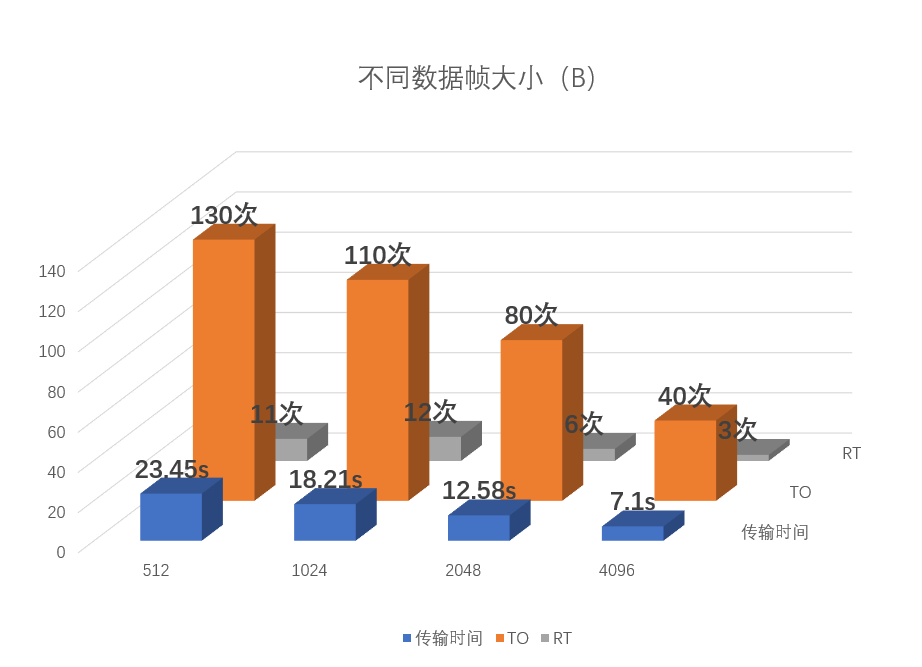 不同数据帧大小（B）
130次
110次
140
120
80次
100
80
40次
11次
12次
6次
3次
60
RT
23.45s
18.21s
40
12.58s
TO
7.1s
20
传输时间
0
512
1024
2048
4096
传输时间
TO
RT